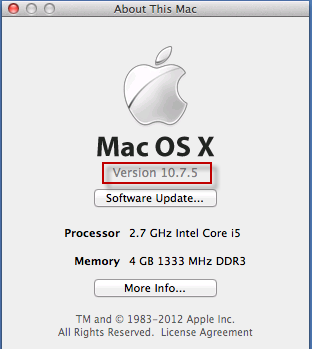 About This Mac
Mac OS X
Version 10.7.5
Software Update...
Processor 2.7 GHz Intel Core i5
Memory 4 GB 1333 MHz DDR3
More Info...
TM and © 1983-2012 Apple Inc.
All Rights Reserved. License Agreement